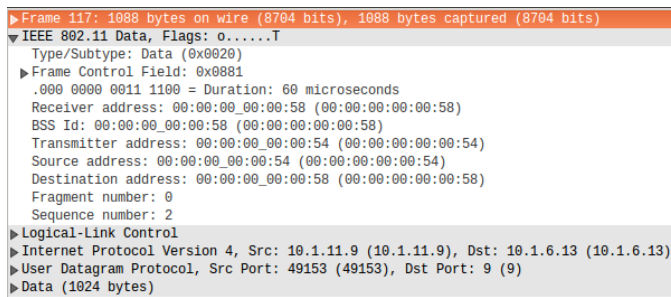 Frame 117: 1088 bytes on wire (8704 bits), 1088 bytes captured (8704 bits)
IEEE 802.11 Data, Flags: o......T
Type/Subtype: Data (0x0020)
Frame Control Field: 0x0881
.000 0000 0011 1100 = Duration: 60 microseconds
Receiver address: 00:00:00_00:00:58 (00:00:00:00:00:58)
BSS Id: 00:00:00_00:00:58 (00:00:00:00:00:58)
Transmitter address: 00:00:00_00:00:54 (00:00:00:00:00:54)
Source address: 00:00:00_00:00:54 (00:00:00:00:00:54)
Destination address: 00:00:00_00:00:58 (00:00:00:00:00:58)
Fragment number: 0
Sequence number: 2
Logical-Link Control
Internet Protocol Version 4, Src: 10.1.11.9 (10.1.11.9), Dst: 10.1.6.13 (10.1.6.13)
User Datagram Protocol, Src Port: 49153 (49153), Dst Port: 9 (9)
Data (1024 bytes)